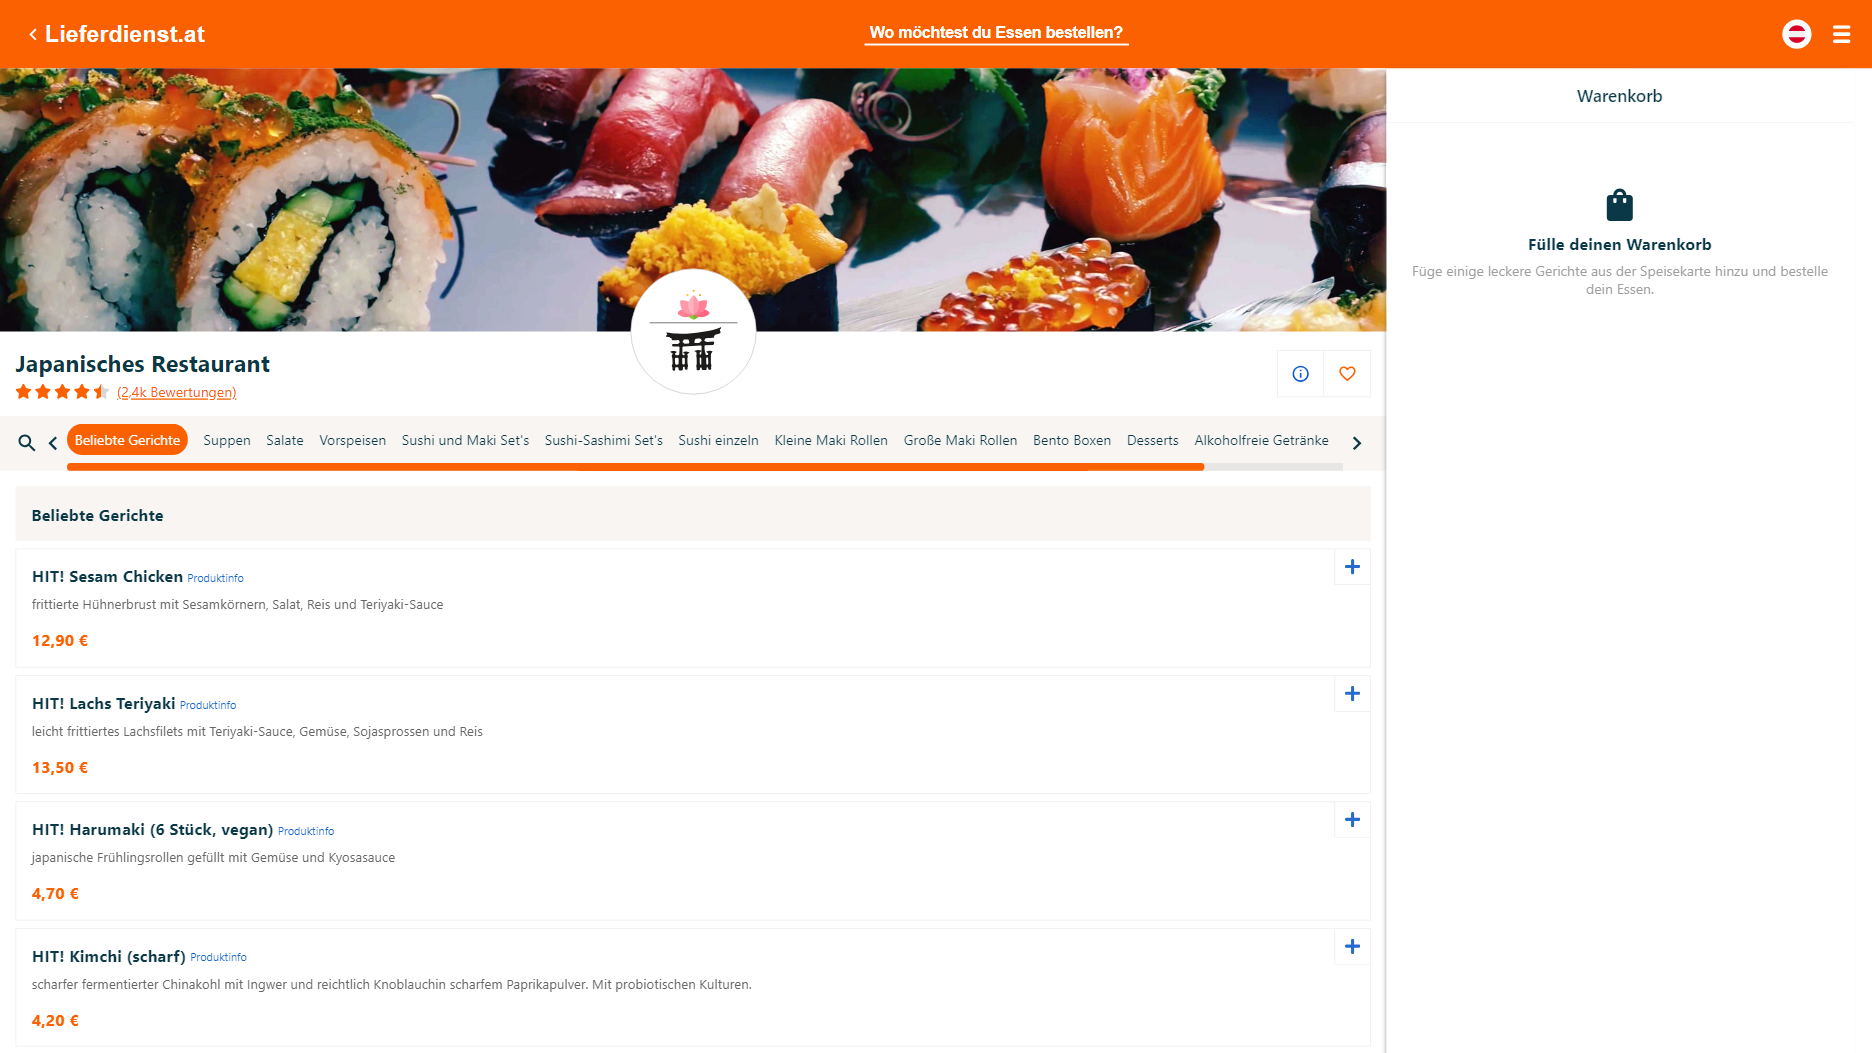 Lieferdienst.at
Wo möchtest du Essen bestellen?
Warenkorb
Fülle deinen Warenkorb
Füge einige leckere Gerichte aus der Speisekarte hinzu und bestelle
dein Essen.
Japanisches Restaurant
(2,4k Bewertungen)
Beliebte Gerichte Suppen Salate Vorspeisen Sushi und Maki Set's Sushi-Sashimi Set's Sushi einzeln Kleine Maki Rollen Große Maki Rollen Bento Boxen Desserts Alkoholfreie Getränke
Beliebte Gerichte
HIT! Sesam Chicken Produktinfo
frittierte Hühnerbrust mit Sesamkörnern, Salat, Reis und Teriyaki-Sauce
12,90 €
HIT! Lachs Teriyaki Produktinfo
leicht frittiertes Lachsfilets mit Teriyaki-Sauce, Gemüse, Sojasprossen und Reis
13,50 €
HIT! Harumaki (6 Stück, vegan) Produktinfo
japanische Frühlingsrollen gefüllt mit Gemüse und Kyosasauce
4,70 €
HIT! Kimchi (scharf) Produktinfo
scharfer fermentierter Chinakohl mit Ingwer und reichtlich Knoblauchin scharfem Paprikapulver. Mit probiotischen Kulturen.
4,20 €